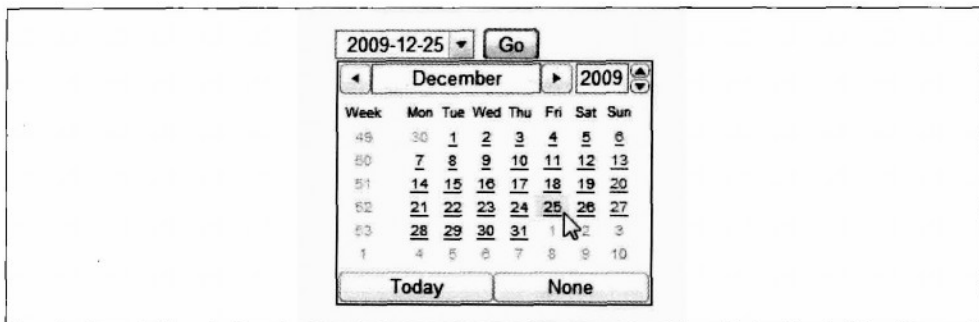 2009-12-25 Go
December 2009
Week Mon Tue Wed Thu Fri Sat Sun
49 30 1 2 3 4 5 6
50 7 8 9 10 11 12 13
51 14 15 16 17 18 19 20
52 21 22 23 24 25 26 27
53 28 29 30 31 1 2 3
1 4 5 6 7 8 9 10
Today None